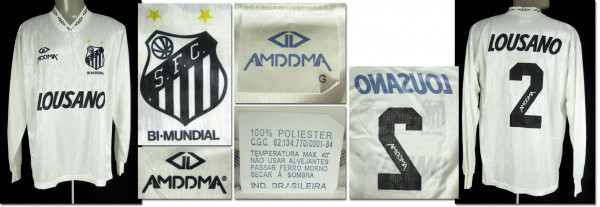 AMDDMA
BI-MUNDIAL
LOUSANO
S.F.C.
BI-MUNDIAL
AMDDMA®
AMDDMA
G
100% POLIESTER
C.G.C. 62.134.770/0001-84
TEMPERATURA MAX. 40°
NÃO USAR ALVEJANTES
PASSAR FERRO MORNO
SECAR À SOMBRA
IND. BRASILEIRA
LOUSANO
2
AMDDMA
LOUSANO
2
AMDDMA